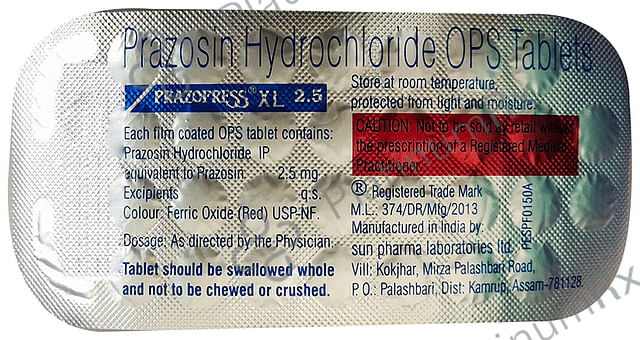 Prazosin Hydrochloride OPS Tablets
PRAZOPRESS® XL 2.5
Each film coated OPS tablet contains:
Prazosin Hydrochloride IP
equivalent to Prazosin 2.5 mg
Excipients q.s.
Colour: Ferric Oxide (Red) USP-NF.
Dosage: As directed by the Physician.
Tablet should be swallowed whole
and not to be chewed or crushed.
Store at room temperature,
protected from light and moisture.
CAUTION: Not to be sold by retail without
the prescription of a Registered Medical
Practitioner.
® Registered Trade Mark
M.L.: 374/DR/Mfg/2013
Manufactured in India by:
sun pharma laboratories ltd.
Vill: Kokjhar, Mirza Palashbari Road,
P.O.: Palashbari, Dist: Kamrup, Assam-781128.